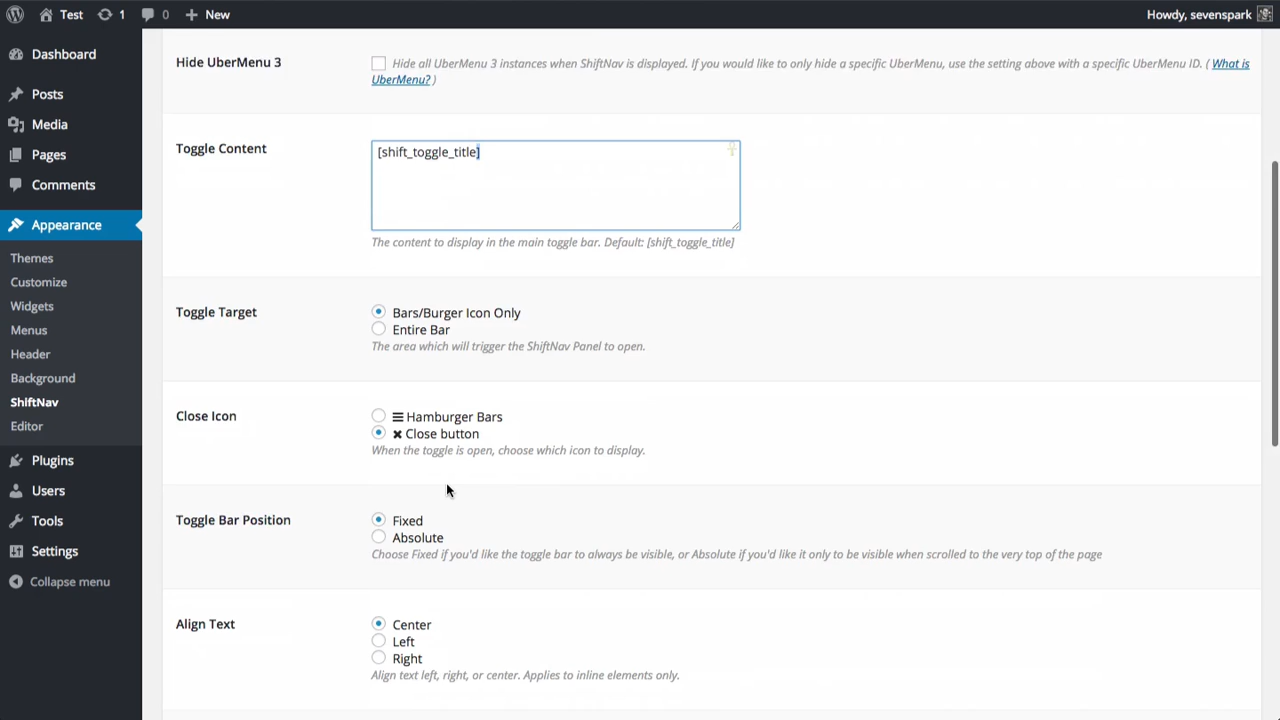 Test 1 0 New Howdy, sevenspark
Dashboard
Posts
Media
Pages
Comments
Appearance
Themes
Customize
Widgets
Menus
Header
Background
ShiftNav
Editor
Plugins
Users
Tools
Settings
Collapse menu
Hide UberMenu 3
Hide all UberMenu 3 instances when ShiftNav is displayed. If you would like to only hide a specific UberMenu, use the setting above with a specific UberMenu ID. ( What is
UberMenu? )
Toggle Content
[shift_toggle_title]
The content to display in the main toggle bar. Default: [shift_toggle_title]
Toggle Target
Bars/Burger Icon Only
Entire Bar
The area which will trigger the ShiftNav Panel to open.
Close Icon
Hamburger Bars
Close button
When the toggle is open, choose which icon to display.
Toggle Bar Position
Fixed
Absolute
Choose Fixed if you'd like the toggle bar to always be visible, or Absolute if you'd like it only to be visible when scrolled to the very top of the page
Align Text
Center
Left
Right
Align text left, right, or center. Applies to inline elements only.